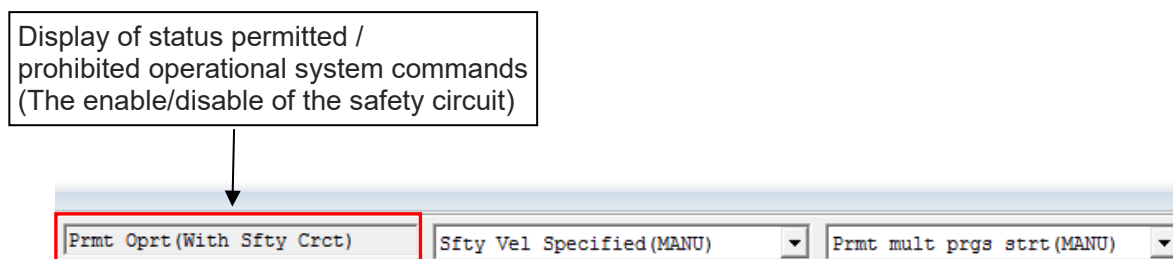 Display of status permitted /
prohibited operational system commands
(The enable/disable of the safety circuit)
Prmt Oprt(With Sfty Crct)
Sfty Vel Specified(MANU)
Prmt mult prgs strt(MANU)